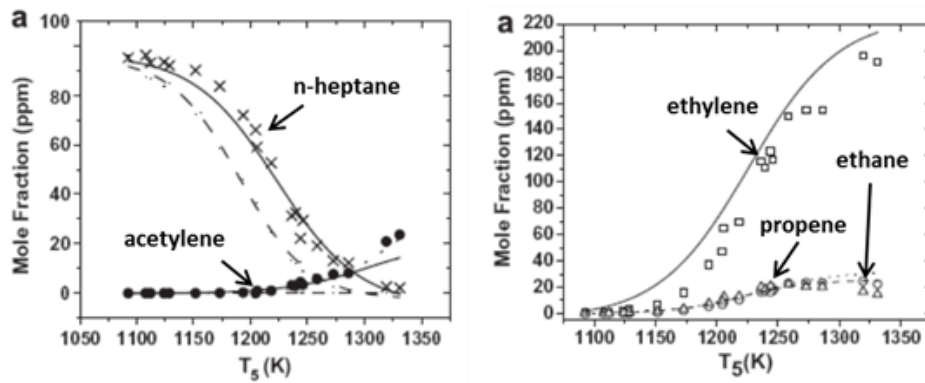 a
100
80
60
40
20
0
Mole Fraction (ppm)
n-heptane
acetylene
1050 1100 1150 1200 1250 1300 1350
T5 (K)
a
220
200
180
160
140
120
100
80
60
40
20
0
Mole Fraction (ppm)
ethylene
ethane
propene
1100 1150 1200 1250 1300 1350
T5 (K)